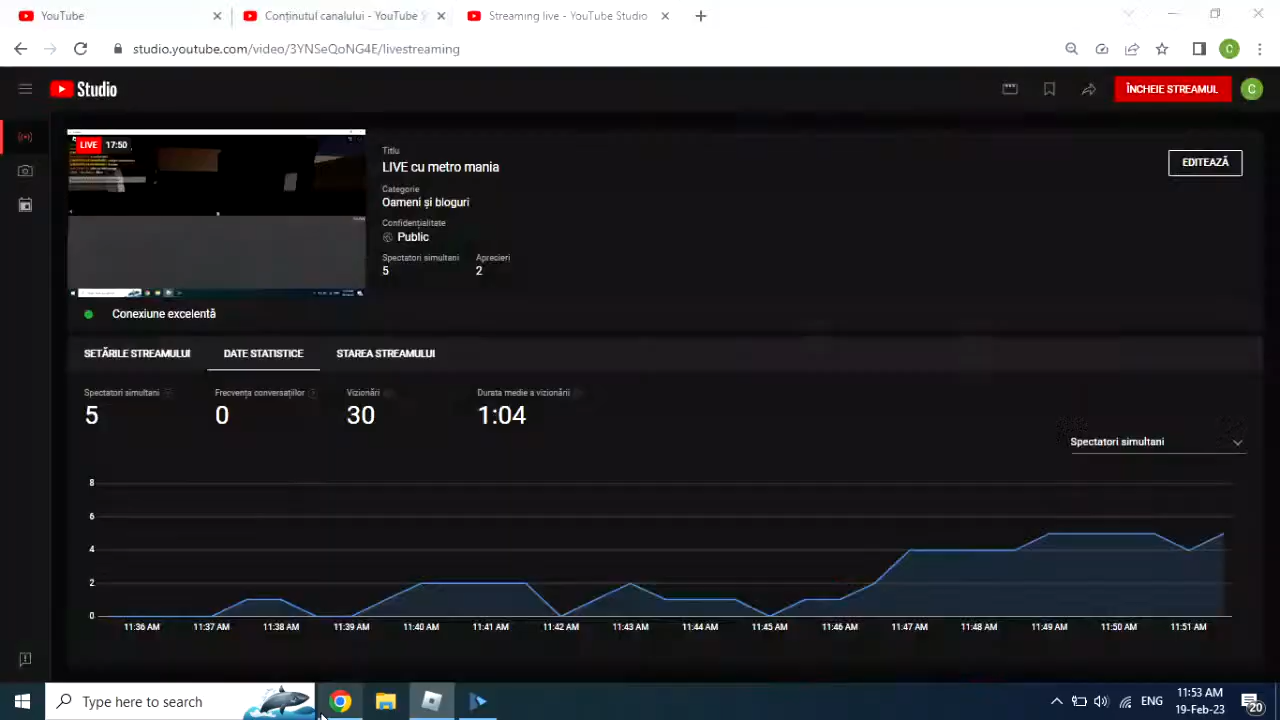 YouTube
Conținutul canalului - YouTube S
Streaming live - YouTube Studio
studio.youtube.com/video/3YNSeQoNG4E/livestreaming
Studio
ÎNCHEIE STREAMUL
C
LIVE 17:50
Titlu
LIVE cu metro mania
EDITEAZĂ
Categorie
Oameni și bloguri
Confidențialitate
Public
Spectatori simultani
Aprecieri
5
2
Conexiune excelentă
SETĂRILE STREAMULUI
DATE STATISTICE
STAREA STREAMULUI
Spectatori simultani
Frecvența conversațiilor
Vizionări
Durata medie a vizionării
5
0
30
1:04
Spectatori simultani
8
6
4
2
0
11:36 AM 11:37 AM 11:38 AM 11:39 AM 11:40 AM 11:41 AM 11:42 AM 11:43 AM 11:44 AM 11:45 AM 11:46 AM 11:47 AM 11:48 AM 11:49 AM 11:50 AM 11:51 AM
Type here to search
ENG
11:53 AM
19-Feb-23
20